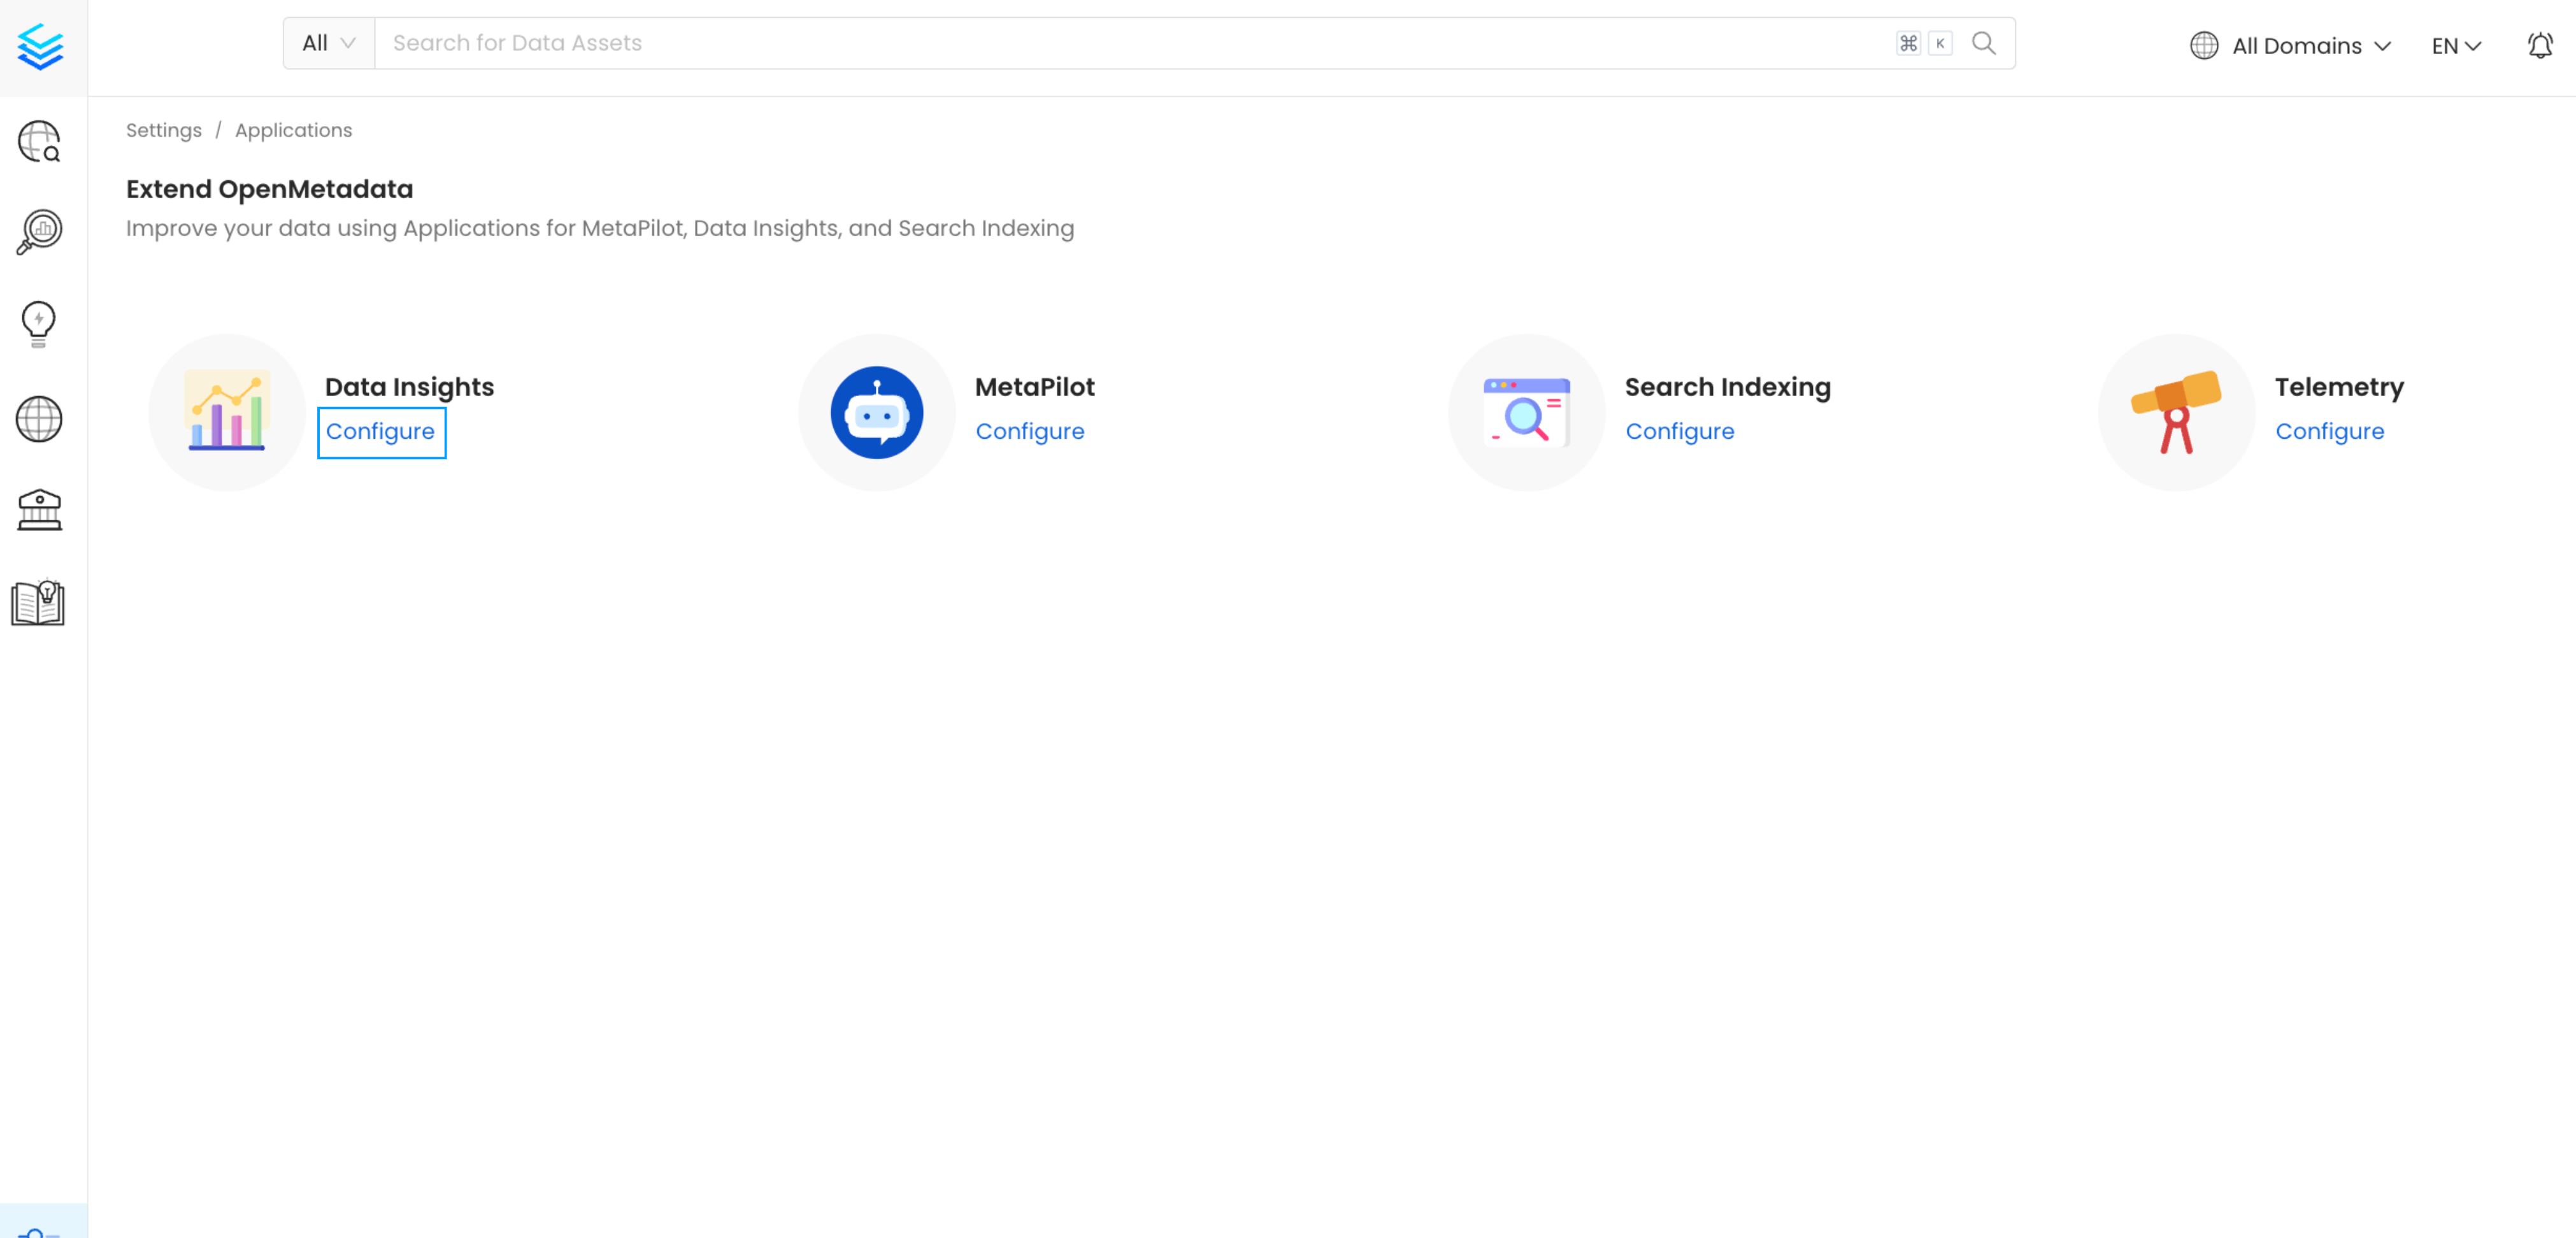 All Search for Data Assets ⌘ K All Domains EN
Settings / Applications
Extend OpenMetadata
Improve your data using Applications for MetaPilot, Data Insights, and Search Indexing
Data Insights
Configure
MetaPilot
Configure
Search Indexing
Configure
Telemetry
Configure